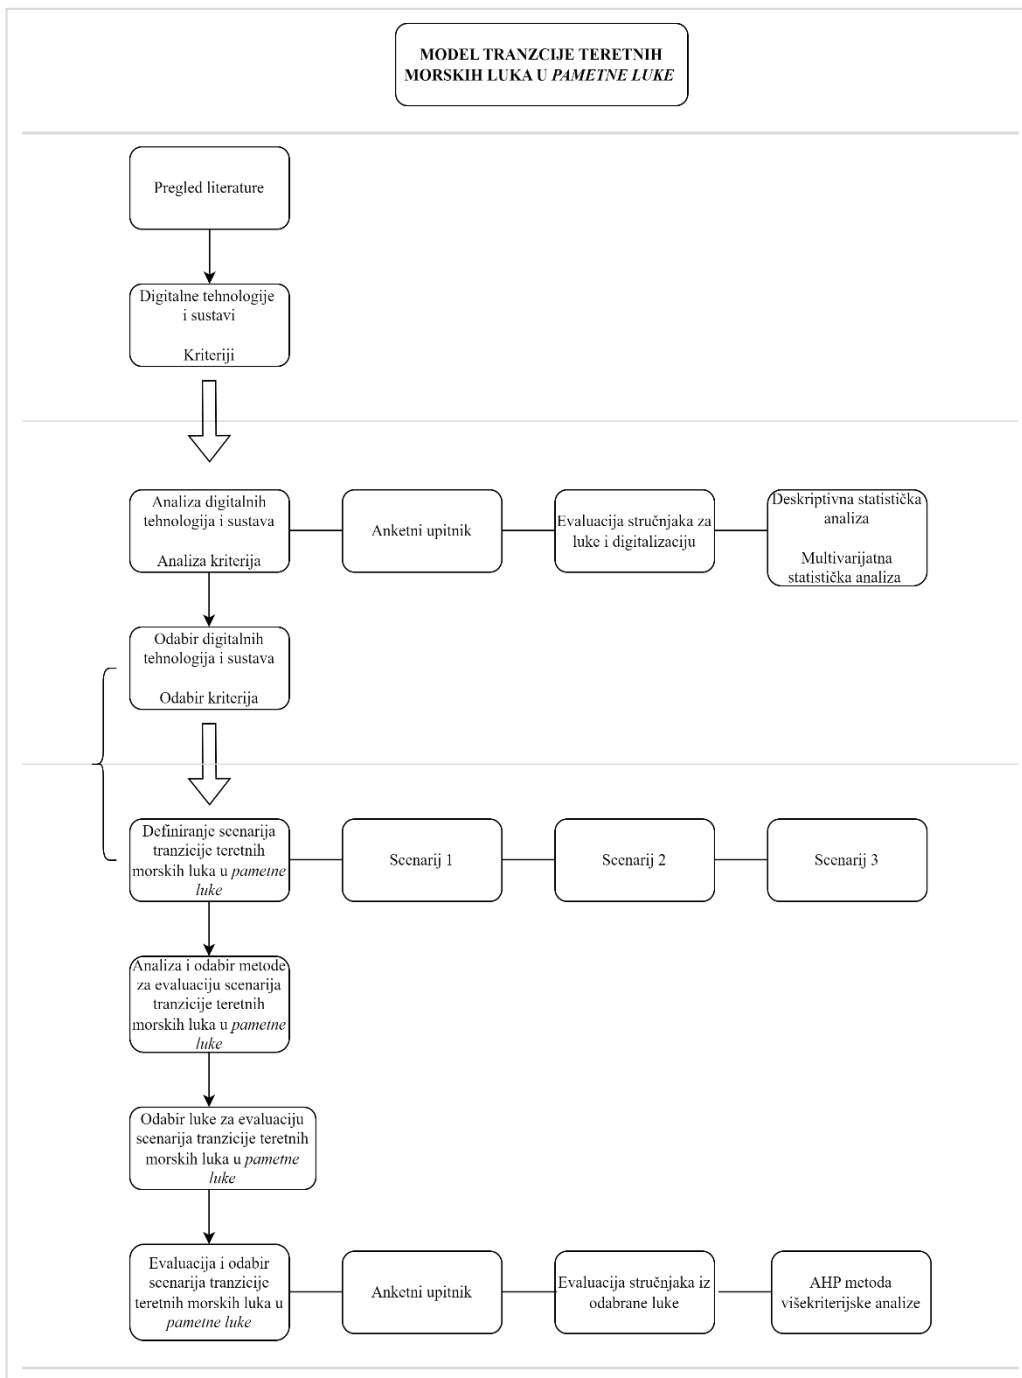 MODEL TRANZCIJE TERETNIH
MORSKIH LUKA U PAMETNE LUKE
Pregled literature
Digitalne tehnologije
i sustavi
Kriteriji
Analiza digitalnih
tehnologija i sustava
Analiza kriterija
Anketni upitnik
Evaluacija stručnjaka za
luke i digitalizaciju
Deskriptivna statistička
analiza
Multivarijatna
statistička analiza
Odabir digitalnih
tehnologija i sustava
Odabir kriterija
Definiranje scenarija
tranzicije teretnih
morskih luka u pametne
luke
Scenarij 1
Scenarij 2
Scenarij 3
Analiza i odabir metode
za evaluaciju scenarija
tranzicije teretnih
morskih luka u pametne
luke
Odabir luke za evaluaciju
scenarija tranzicije teretnih
morskih luka u pametne
luke
Evaluacija i odabir
scenarija tranzicije
teretnih morskih luka u
pametne luke
Anketni upitnik
Evaluacija stručnjaka iz
odabrane luke
AHP metoda
višekriterijske analize